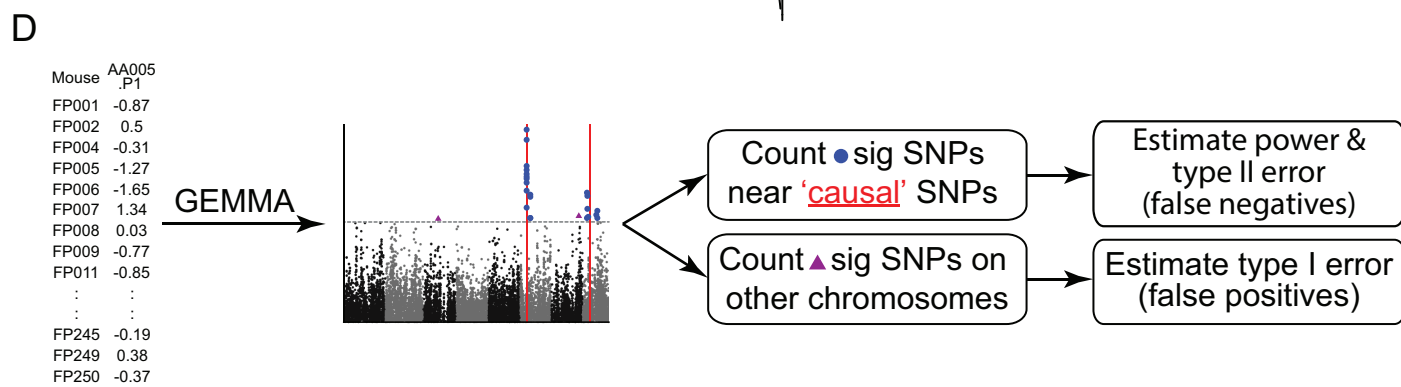 D
Mouse AA005
.P1
FP001 -0.87
FP002 0.5
FP004 -0.31
FP005 -1.27
FP006 -1.65
FP007 1.34
FP008 0.03
FP009 -0.77
FP011 -0.85
: :
: :
FP245 -0.19
FP249 0.38
FP250 -0.37
GEMMA
Count ● sig SNPs
near ‘causal’ SNPs
Count ▲ sig SNPs on
other chromosomes
Estimate power &
type II error
(false negatives)
Estimate type I error
(false positives)